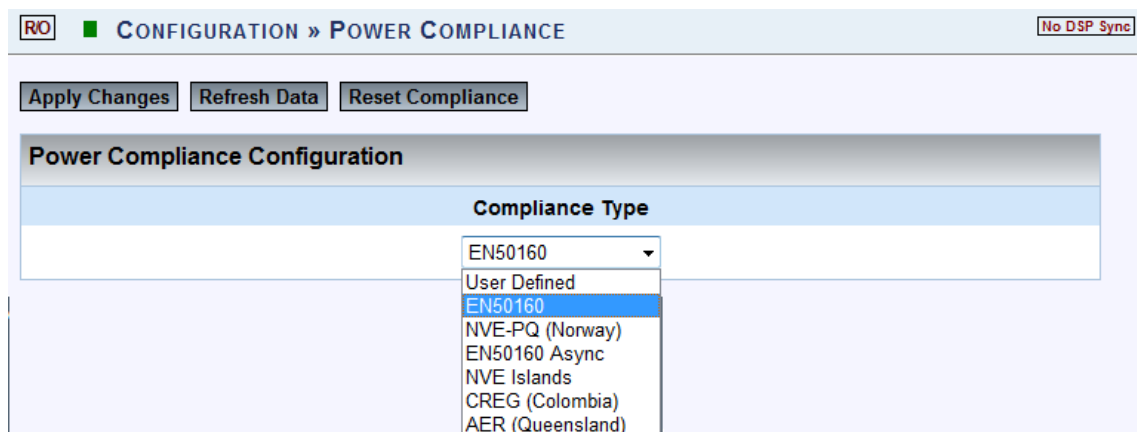 R/O CONFIGURATION » POWER COMPLIANCE No DSP Sync
Apply Changes Refresh Data Reset Compliance
Power Compliance Configuration
Compliance Type
EN50160
User Defined
EN50160
NVE-PQ (Norway)
EN50160 Async
NVE Islands
CREG (Colombia)
AER (Queensland)